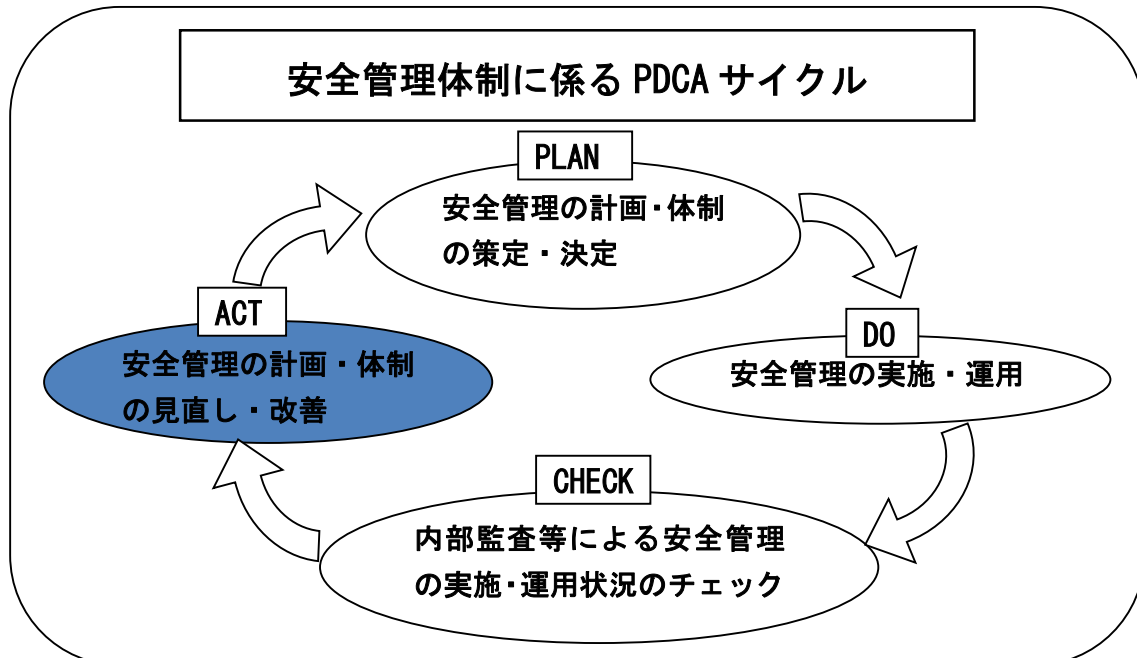 安全管理体制に係る PDCA サイクル
PLAN
安全管理の計画・体制
の策定・決定
DO
安全管理の実施・運用
CHECK
内部監査等による安全管理
の実施・運用状況のチェック
ACT
安全管理の計画・体制
の見直し・改善